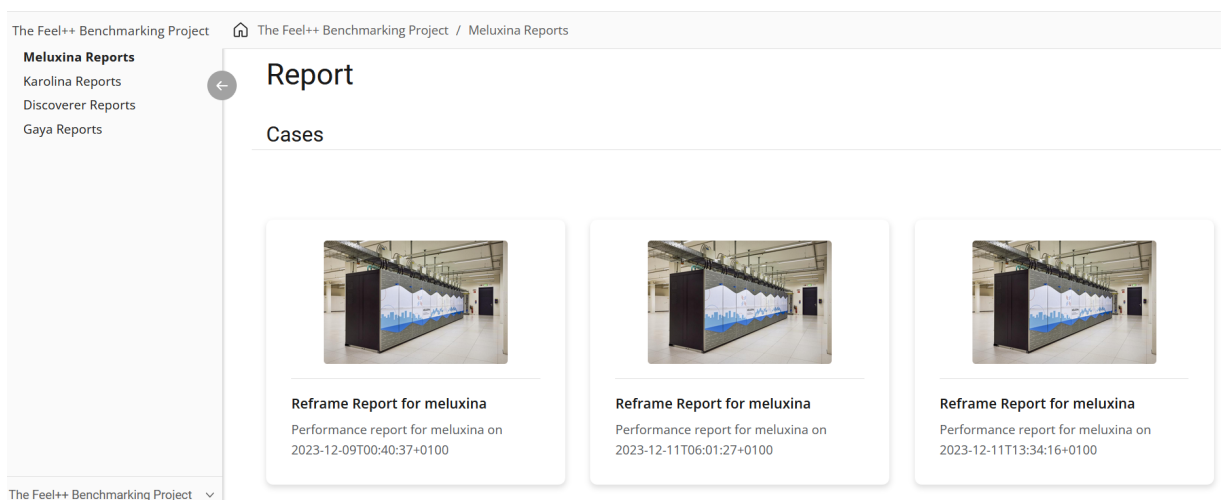 The Feel++ Benchmarking Project
Meluxina Reports
Karolina Reports
Discoverer Reports
Gaya Reports
The Feel++ Benchmarking Project
The Feel++ Benchmarking Project / Meluxina Reports
Report
Cases
Reframe Report for meluxina
Performance report for meluxina on
2023-12-09T00:40:37+0100
Reframe Report for meluxina
Performance report for meluxina on
2023-12-11T06:01:27+0100
Reframe Report for meluxina
Performance report for meluxina on
2023-12-11T13:34:16+0100